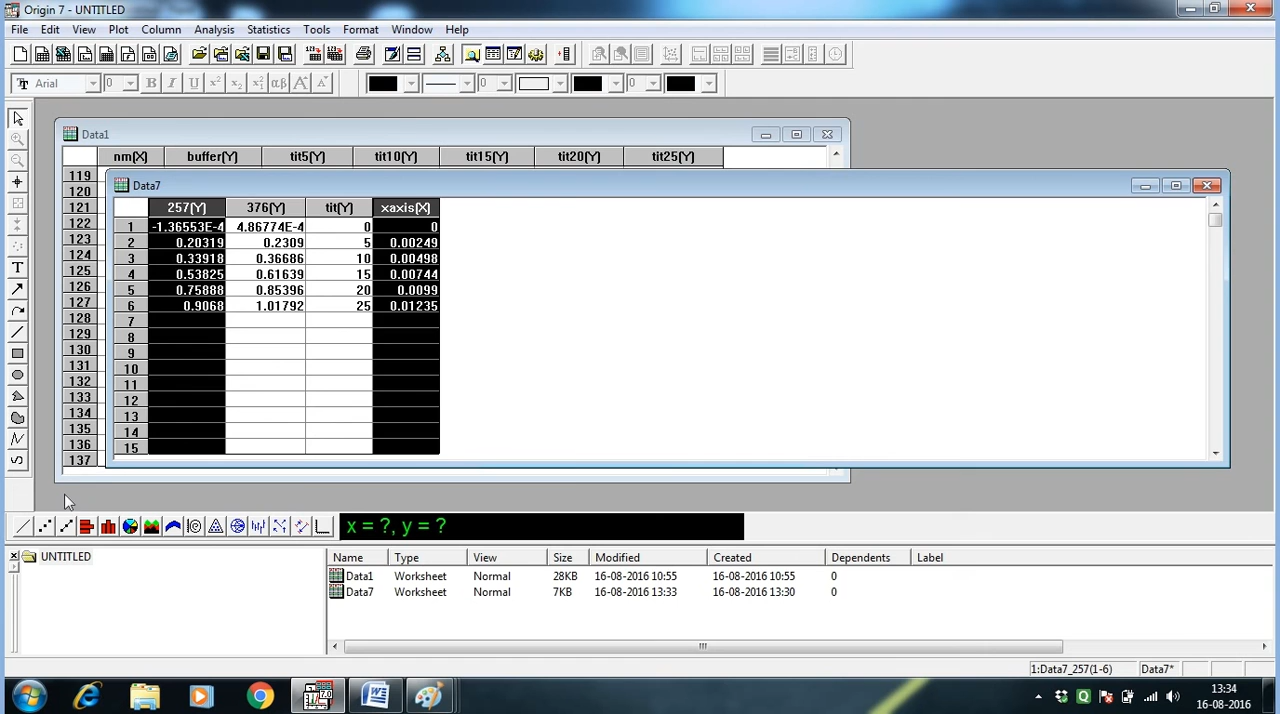 Origin 7 - UNTITLED
File Edit View Plot Column Analysis Statistics Tools Format Window Help
Arial 0 B I U 0 0
Data1
nm[X] buffer[Y] tit5[Y] tit10[Y] tit15[Y] tit20[Y] tit25[Y]
119
120
121
122
123
124
125
126
127
128
129
130
131
132
133
134
135
136
137
Data7
257[Y] 376[Y] tit[Y] xaxis[X]
1 -1.36553E-4 4.86774E-4 0 0
2 0.20319 0.2309 5 0.00249
3 0.33918 0.36686 10 0.00498
4 0.53825 0.61639 15 0.00744
5 0.75888 0.85396 20 0.0099
6 0.9068 1.01792 25 0.01235
7
8
9
10
11
12
13
14
15
x = ?, y = ?
UNTITLED
Name Type View Size Modified Created Dependents Label
Data1 Worksheet Normal 28KB 16-08-2016 10:55 16-08-2016 10:55 0
Data7 Worksheet Normal 7KB 16-08-2016 13:33 16-08-2016 13:30 0
1:Data7_257(1-6) Data7*
13:34
16-08-2016